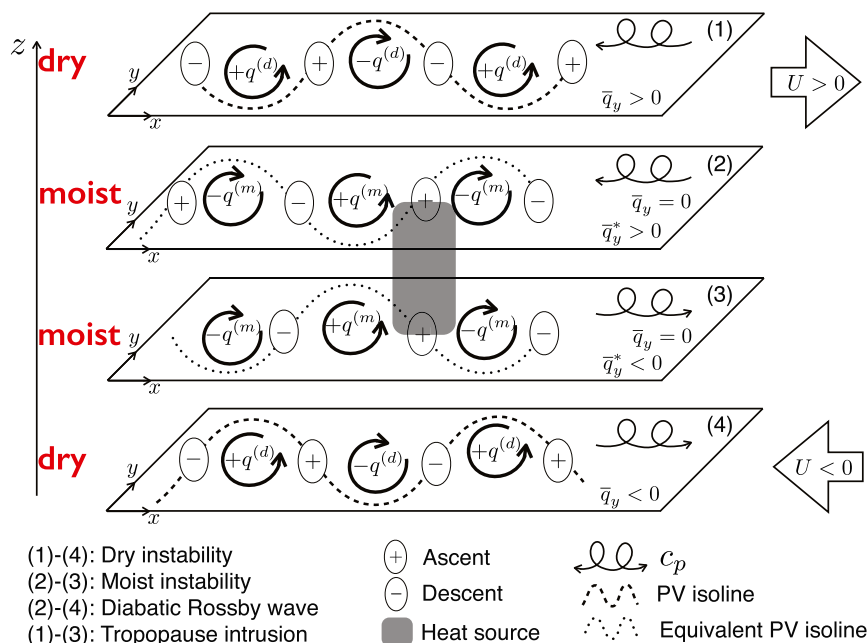 z
dry
− +q^(d) + −q^(d) − +q^(d) +
(1)
q̄_y > 0
y
x
U > 0
moist
+ −q^(m) − +q^(m) + −q^(m) −
(2)
q̄_y = 0
q̄*_y > 0
y
x
moist
−q^(m) − +q^(m) + −q^(m) −
(3)
q̄_y = 0
q̄*_y < 0
y
x
dry
− +q^(d) + −q^(d) − +q^(d) +
(4)
q̄_y < 0
y
x
U < 0
(1)-(4): Dry instability
(2)-(3): Moist instability
(2)-(4): Diabatic Rossby wave
(1)-(3): Tropopause intrusion
+ Ascent
− Descent
Heat source
c_p
PV isoline
Equivalent PV isoline